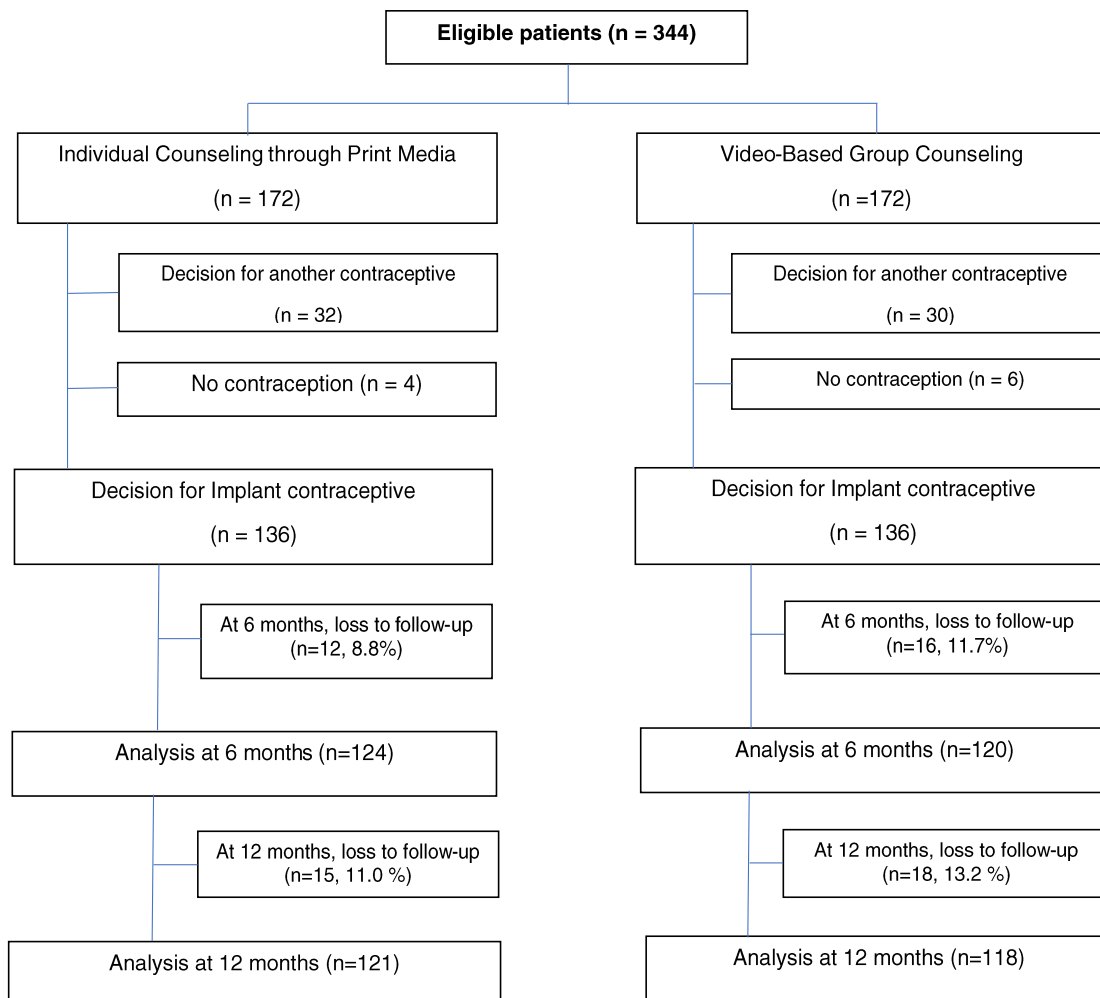 Eligible patients (n = 344)
Individual Counseling through Print Media
(n = 172)
Video-Based Group Counseling
(n =172)
Decision for another contraceptive
(n = 32)
Decision for another contraceptive
(n = 30)
No contraception (n = 4)
No contraception (n = 6)
Decision for Implant contraceptive
(n = 136)
Decision for Implant contraceptive
(n = 136)
At 6 months, loss to follow-up
(n=12, 8.8%)
At 6 months, loss to follow-up
(n=16, 11.7%)
Analysis at 6 months (n=124)
Analysis at 6 months (n=120)
At 12 months, loss to follow-up
(n=15, 11.0 %)
At 12 months, loss to follow-up
(n=18, 13.2 %)
Analysis at 12 months (n=121)
Analysis at 12 months (n=118)